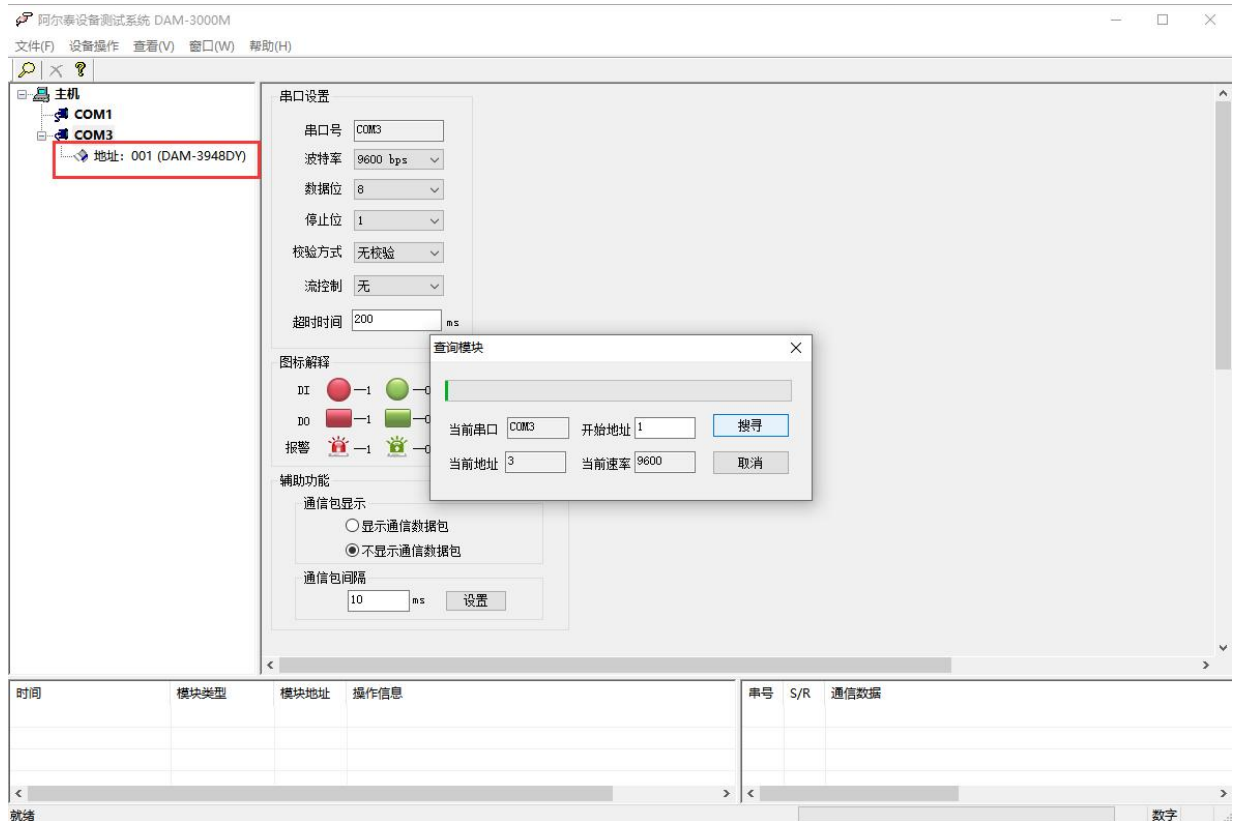 阿尔泰设备测试系统 DAM-3000M
文件(F) 设备操作 查看(V) 窗口(W) 帮助(H)
主机
COM1
COM3
地址：001 (DAM-3948DY)
串口设置
串口号 COM3
波特率 9600 bps
数据位 8
停止位 1
校验方式 无校验
流控制 无
超时时间 200 ms
图标解释
DI —1 —0
DO —1 —0
报警 —1 —0
查询模块
当前串口 COM3 开始地址 1 搜寻
当前地址 3 当前速率 9600 取消
辅助功能
通信包显示
显示通信数据包
不显示通信数据包
通信包间隔
10 ms 设置
时间 模块类型 模块地址 操作信息 串号 S/R 通信数据
就绪 数字